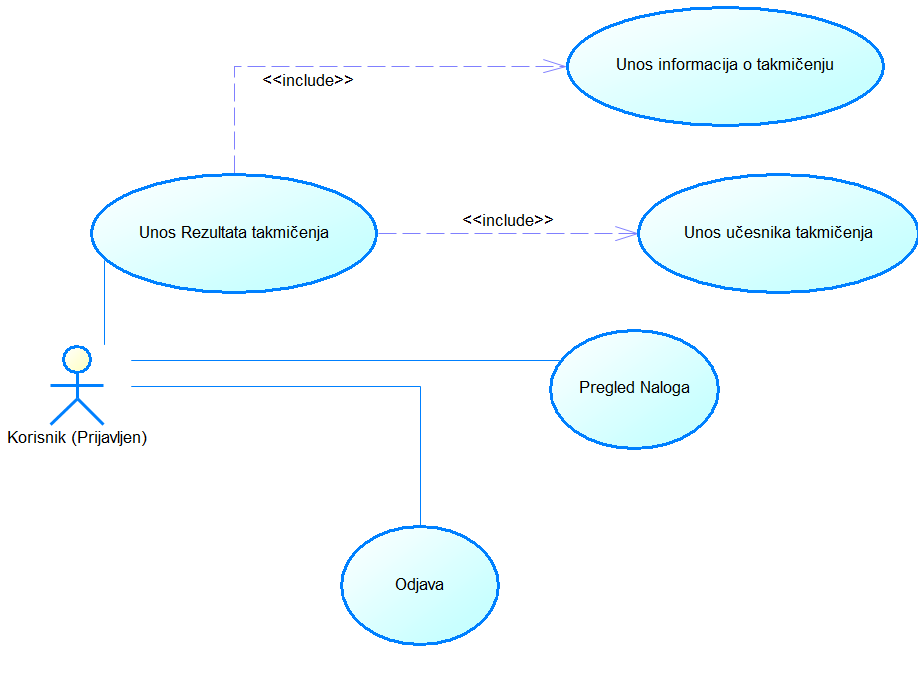 Unos informacija o takmičenju
<<include>>
Unos Rezultata takmičenja
<<include>>
Unos učesnika takmičenja
Pregled Naloga
Korisnik (Prijavljen)
Odjava